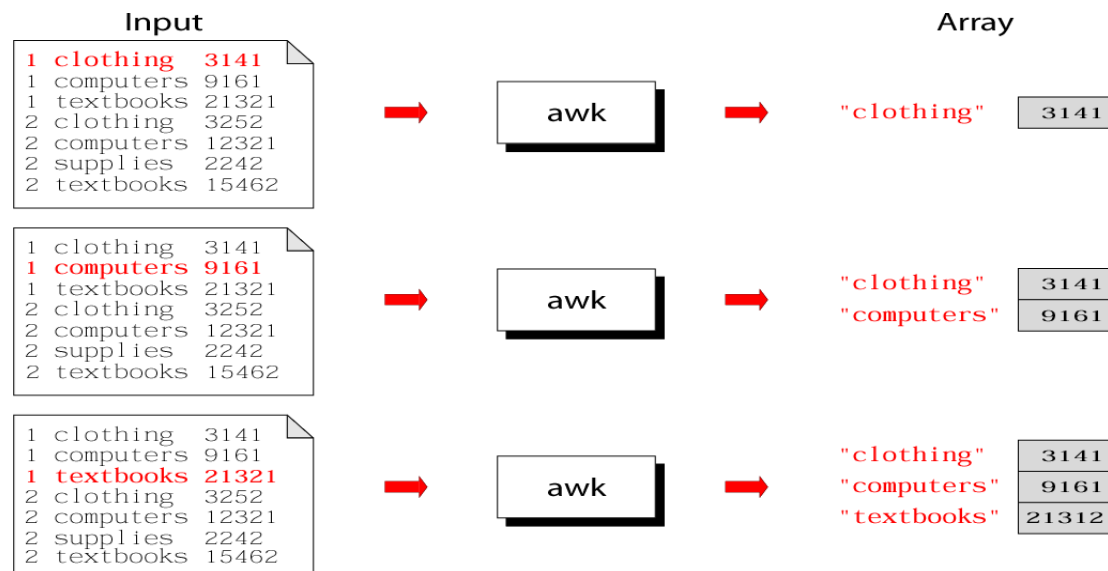 Input
Array
1 clothing 3141
1 computers 9161
1 textbooks 21321
2 clothing 3252
2 computers 12321
2 supplies 2242
2 textbooks 15462
awk
"clothing" 3141
1 clothing 3141
1 computers 9161
1 textbooks 21321
2 clothing 3252
2 computers 12321
2 supplies 2242
2 textbooks 15462
awk
"clothing" 3141
"computers" 9161
1 clothing 3141
1 computers 9161
1 textbooks 21321
2 clothing 3252
2 computers 12321
2 supplies 2242
2 textbooks 15462
awk
"clothing" 3141
"computers" 9161
"textbooks" 21312